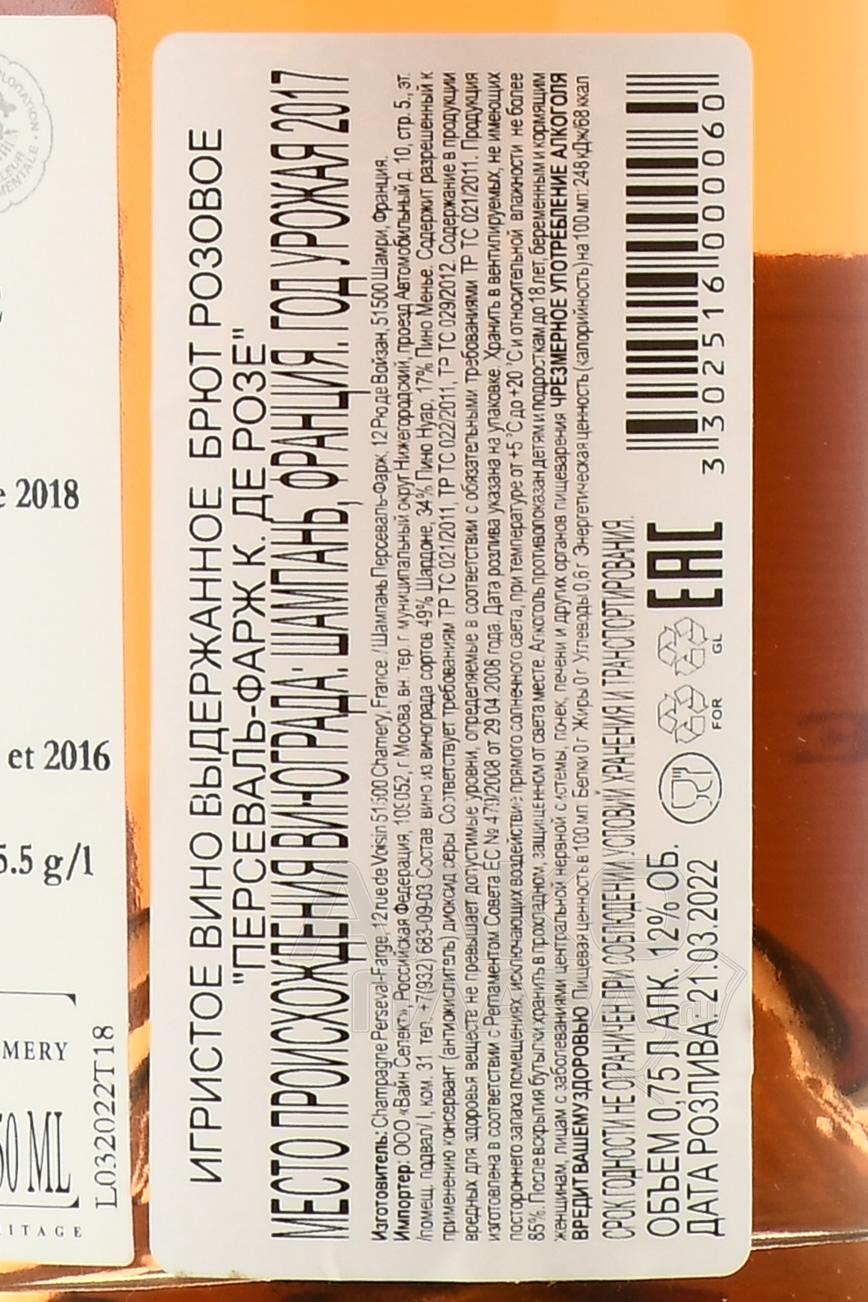 e 2018
et 2016
5.5 g/l
MERY
50 ML
L032022T18
ITAGE
ИГРИСТОЕ ВИНО ВЫДЕРЖАННОЕ БРЮТ РОЗОВОЕ
"ПЕРСЕВАЛЬ-ФАРЖ К. ДЕ РОЗЕ"
МЕСТО ПРОИСХОЖДЕНИЯ ВИНОГРАДА: ШАМПАНЬ, ФРАНЦИЯ. ГОД УРОЖАЯ 2017
Изготовитель: Champagne Perseval-Farge, 12 rue de Voisin 51500 Chamery, France. / Шампань Персеваль-Фарж, 12 Рю де Войзан, 51500 Шамри, Франция.
Импортер: ООО «Вайн Селект», Российская Федерация, 109052, г. Москва, вн. тер. г. муниципальный округ Нижегородский, проезд Автомобильный д. 10, стр. 5, эт.
/помещ. подвал/I, ком. 31 тел. +7(932) 683-09-03 Состав: вино из винограда сортов 49% Шардоне, 34% Пино Нуар, 17% Пино Менье. Содержит разрешенный к
применению консервант (антиокислитель) диоксид серы. Соответствует требованиям ТР ТС 021/2011, ТР ТС 022/2011, ТР ТС 029/2012. Содержание в продукции
вредных для здоровья веществ не превышает допустимые уровни, определяемые в соответствии с обязательными требованиями ТР ТС 021/2011. Продукция
изготовлена в соответствии с Регламентом Совета ЕС № 479/2008 от 29.04.2008 года. Дата розлива указана на упаковке. Хранить в вентилируемых, не имеющих
постороннего запаха помещениях, исключающих воздействие прямого солнечного света, при температуре от +5 °С до +20 °С и относительной влажности не более
85%. После вскрытия бутылки хранить в прохладном, защищенном от света месте. Алкоголь противопоказан детям и подросткам до 18 лет, беременным и кормящим
женщинам, лицам с заболеваниями центральной нервной системы, почек, печени и других органов пищеварения. ЧРЕЗМЕРНОЕ УПОТРЕБЛЕНИЕ АЛКОГОЛЯ
ВРЕДИТ ВАШЕМУ ЗДОРОВЬЮ Пищевая ценность в 100 мл: Белки 0 г Жиры 0 г Углеводы 0,6 г Энергетическая ценность (калорийность) на 100 мл: 248 кДж/68 ккал
СРОК ГОДНОСТИ НЕ ОГРАНИЧЕН ПРИ СОБЛЮДЕНИИ УСЛОВИЙ ХРАНЕНИЯ И ТРАНСПОРТИРОВАНИЯ.
ОБЪЕМ 0,75 Л АЛК. 12% ОБ.
ДАТА РОЗЛИВА: 21.03.2022
FOR
GL
EAC
3 302516 000060